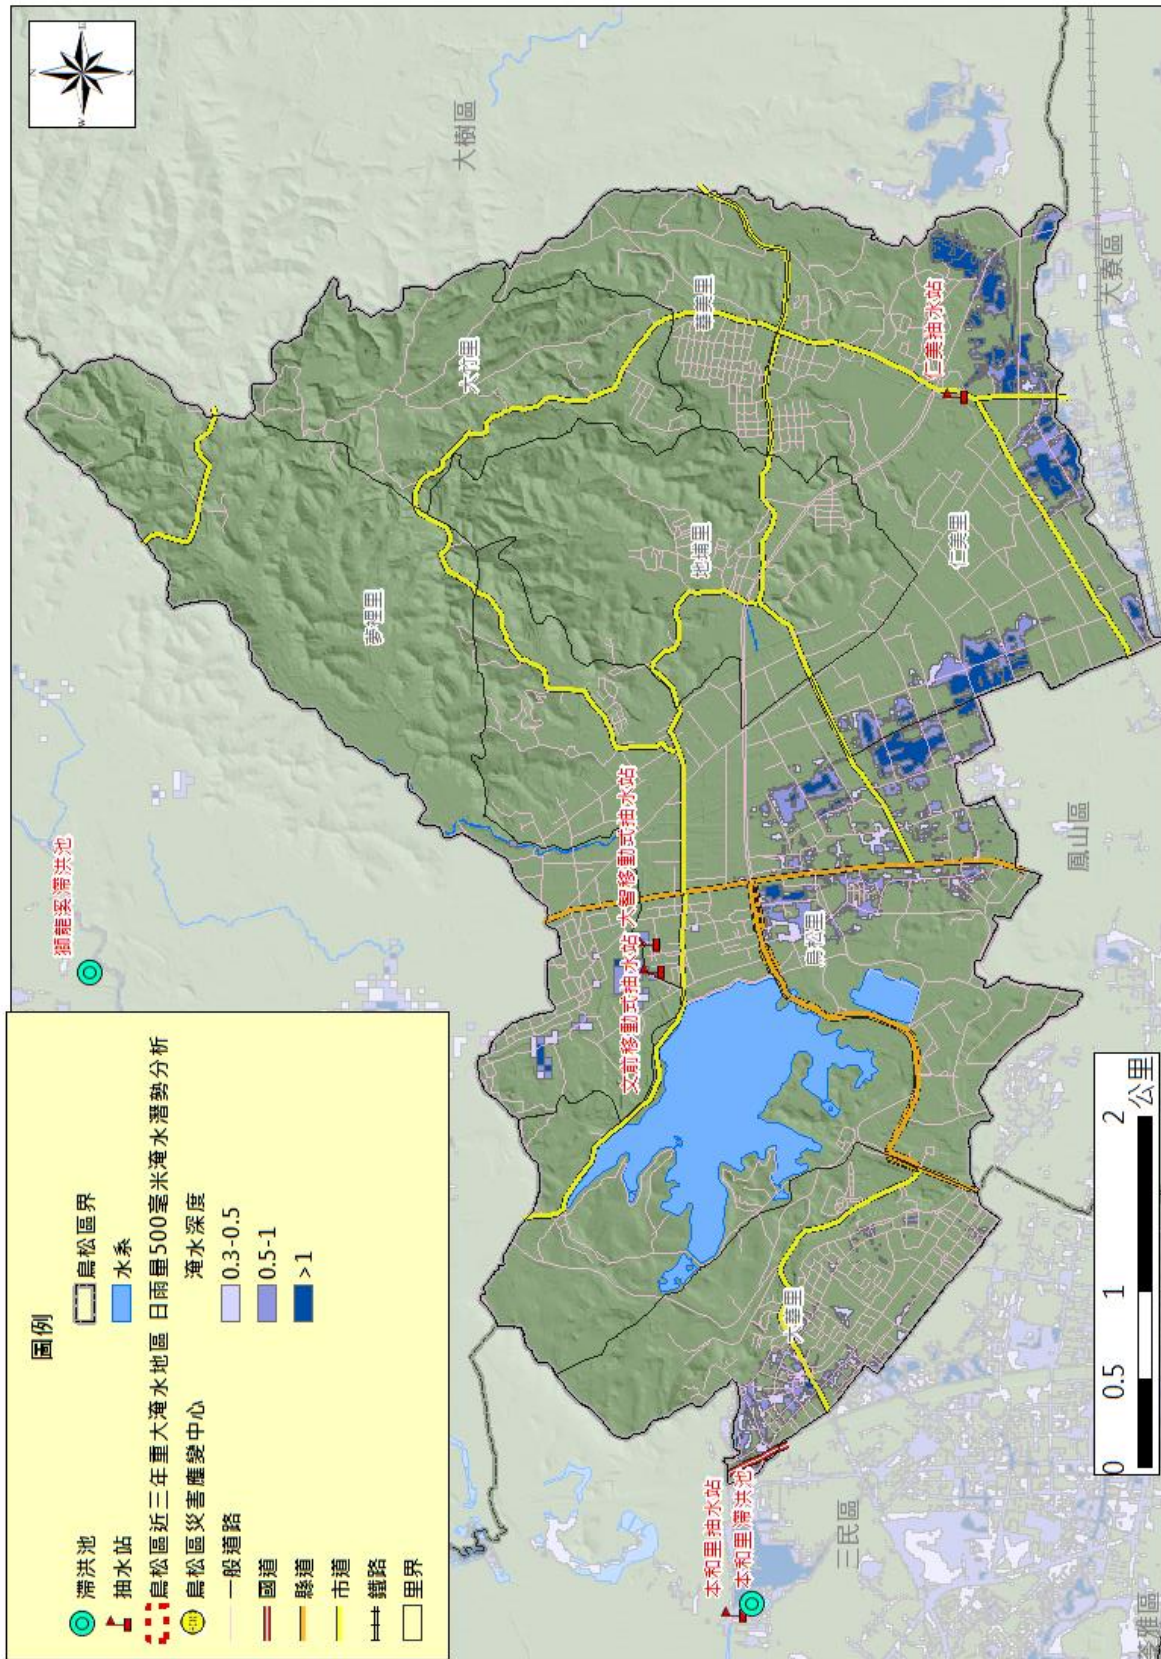 圖例
滯洪池
抽水站
鳥松區近三年重大淹水地區
鳥松區災害應變中心
一般道路
國道
縣道
市道
鐵路
里界
鳥松區界
水系
日雨量500毫米淹水潛勢分析
淹水深度
0.3-0.5
0.5-1
>1
獅龍溪滯洪池
大樹區
大竹里
華美里
夢裡里
地埔里
仁美抽水站
仁美里
大寮區
文前移動式抽水站
大智移動式抽水站
鳥松里
鳳山區
大華里
本和里抽水站
本和里滯洪池
三民區
苓雅區
0 0.5 1 2
公里
N
E
S
W